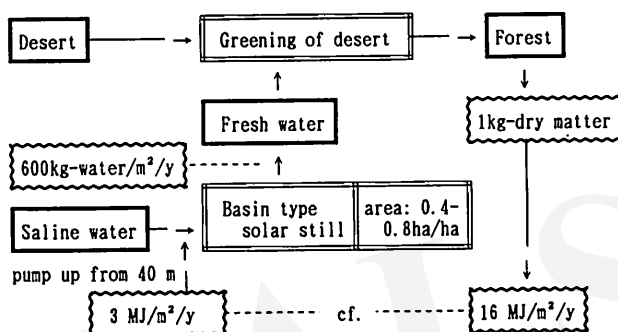 Desert
Greening of desert
Forest
Fresh water
1kg-dry matter
600kg-water/m²/y
Basin type
solar still
area: 0.4-
0.8ha/ha
Saline water
pump up from 40 m
3 MJ/m²/y
cf.
16 MJ/m²/y